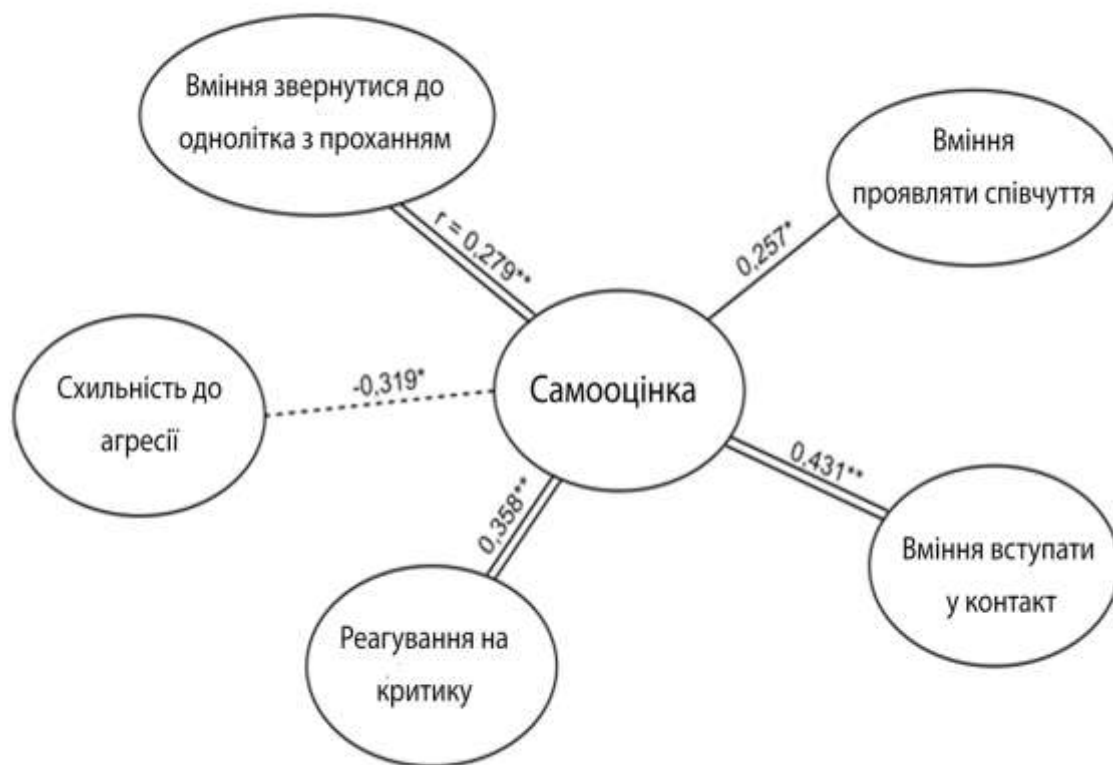 Вміння звернутися до
однолітка з проханням
Вміння
проявляти співчуття
r = 0,279**
0,257*
Схильність до
агресії
-0,319*
Самооцінка
0,431**
0,358**
Вміння вступати
у контакт
Реагування на
критику